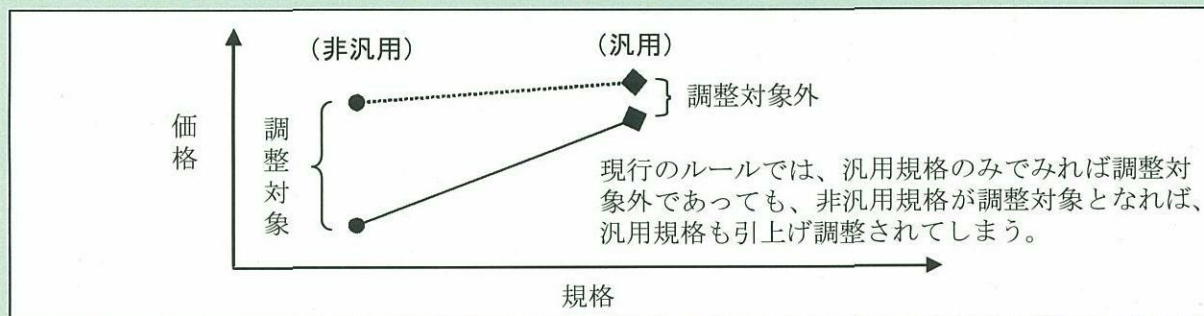 (非汎用)
(汎用)
価格
調整対象
調整対象外
現行のルールでは、汎用規格のみでみれば調整対
象外であっても、非汎用規格が調整対象となれば、
汎用規格も引上げ調整されてしまう。
規格